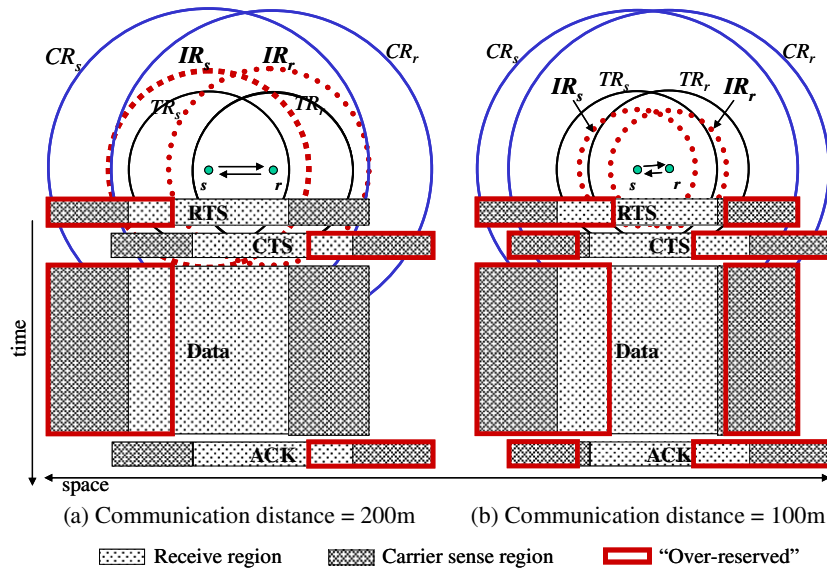 CRs IRs IRr CRr
TRs TRr
s r
RTS
CTS
Data
ACK
CRs TRs TRr CRr
IRs IRr
s r
RTS
CTS
Data
ACK
time
space
(a) Communication distance = 200m
(b) Communication distance = 100m
Receive region
Carrier sense region
“Over-reserved”